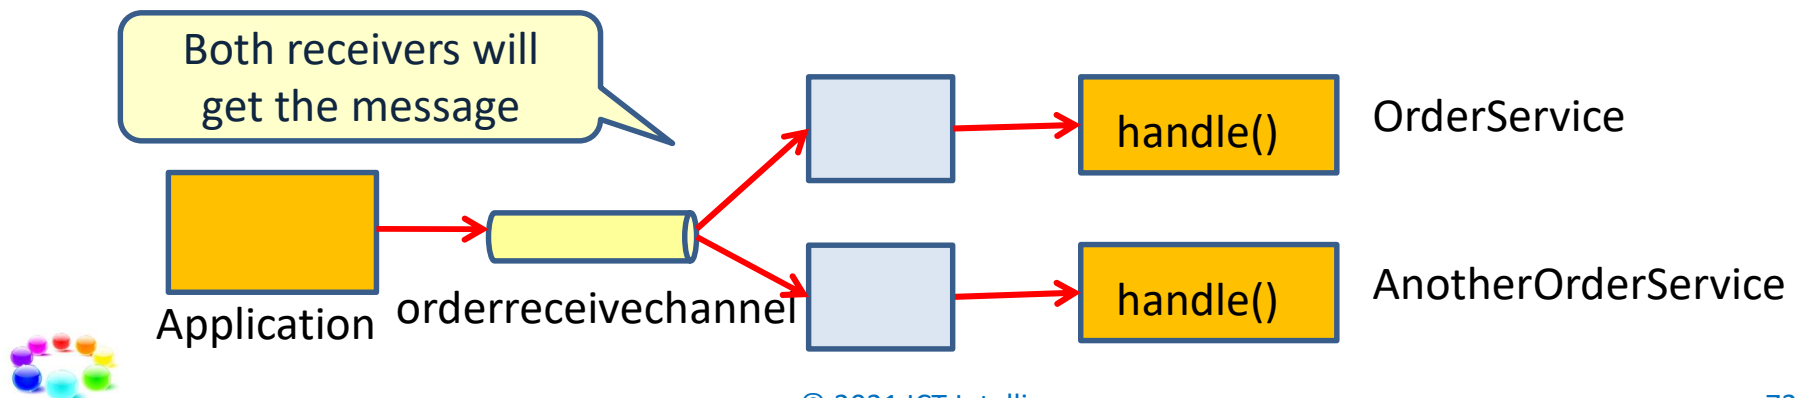 Both receivers will
get the message
handle()
OrderService
Application
orderreceivechannel
handle()
AnotherOrderService